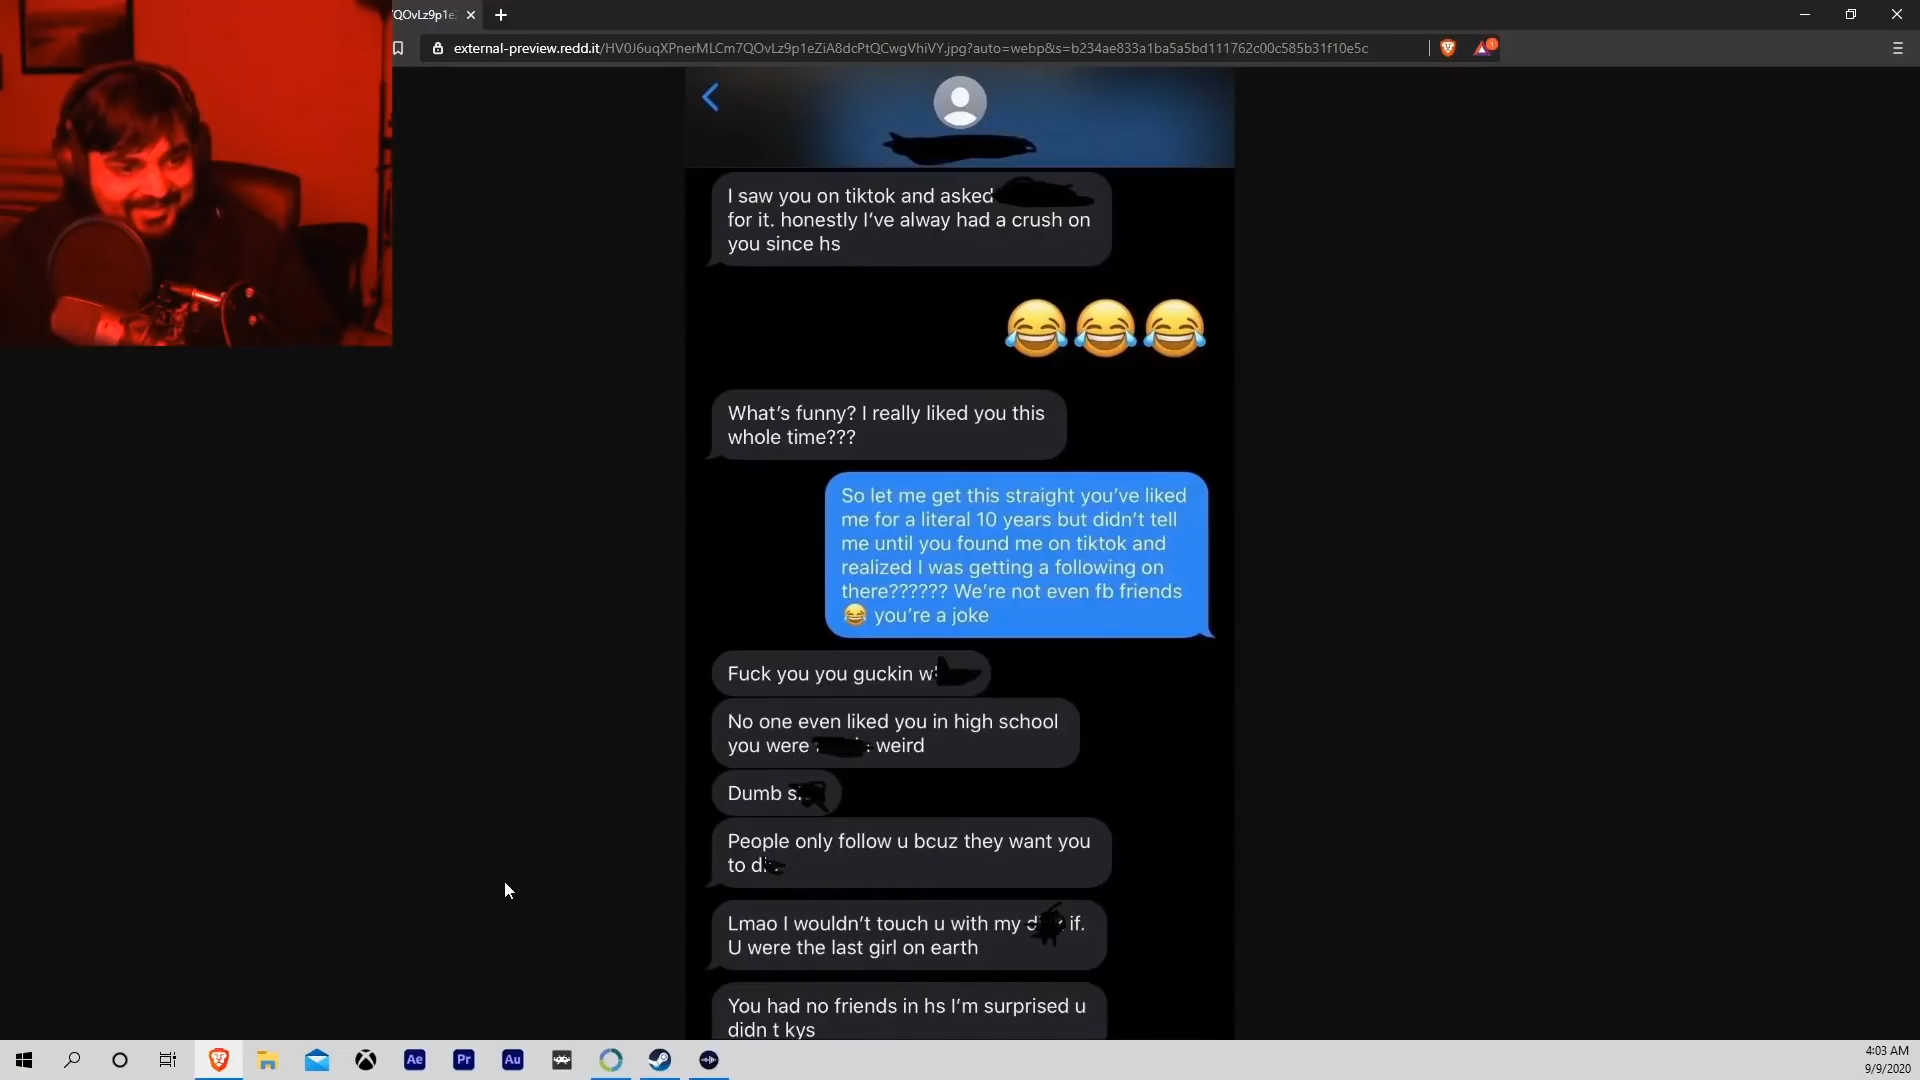 QOvLz9p1e
external-preview.redd.it/HV0J6uqXPnerMLCm7QOvLz9p1eZiA8dcPtQCwgVhiVY.jpg?auto=webp&s=b234ae833a1ba5a5bd111762c00c585b31f10e5c
1
I saw you on tiktok and asked
for it. honestly I've alway had a crush on
you since hs
😂😂😂
What's funny? I really liked you this
whole time???
So let me get this straight you've liked
me for a literal 10 years but didn't tell
me until you found me on tiktok and
realized I was getting a following on
there?????? We're not even fb friends
😂 you're a joke
Fuck you you guckin
No one even liked you in high school
you were weird
Dumb
People only follow u bcuz they want you
to
Lmao I wouldn't touch u with my if.
U were the last girl on earth
You had no friends in hs I'm surprised u
didn t kys
Ae Pr Au
4:03 AM
9/9/2020